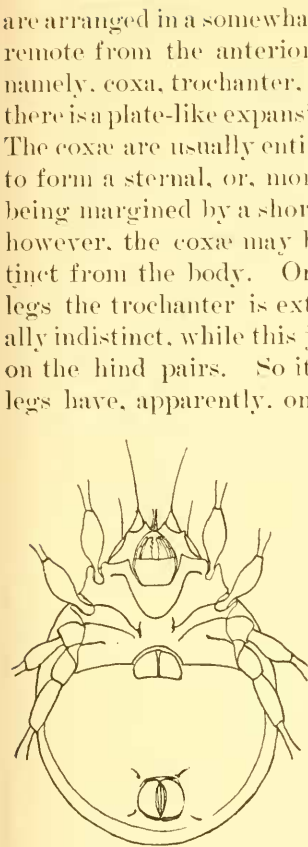 are arranged in a somewha
remote from the anterior
namely, coxa, trochanter,
there is a plate-like expans
The coxæ are usually enti
to form a sternal, or, mor
being margined by a shor
however, the coxæ may b
tinct from the body. Or
legs the trochanter is ext
ally indistinct, while this j
on the hind pairs. So it
legs have, apparently, on